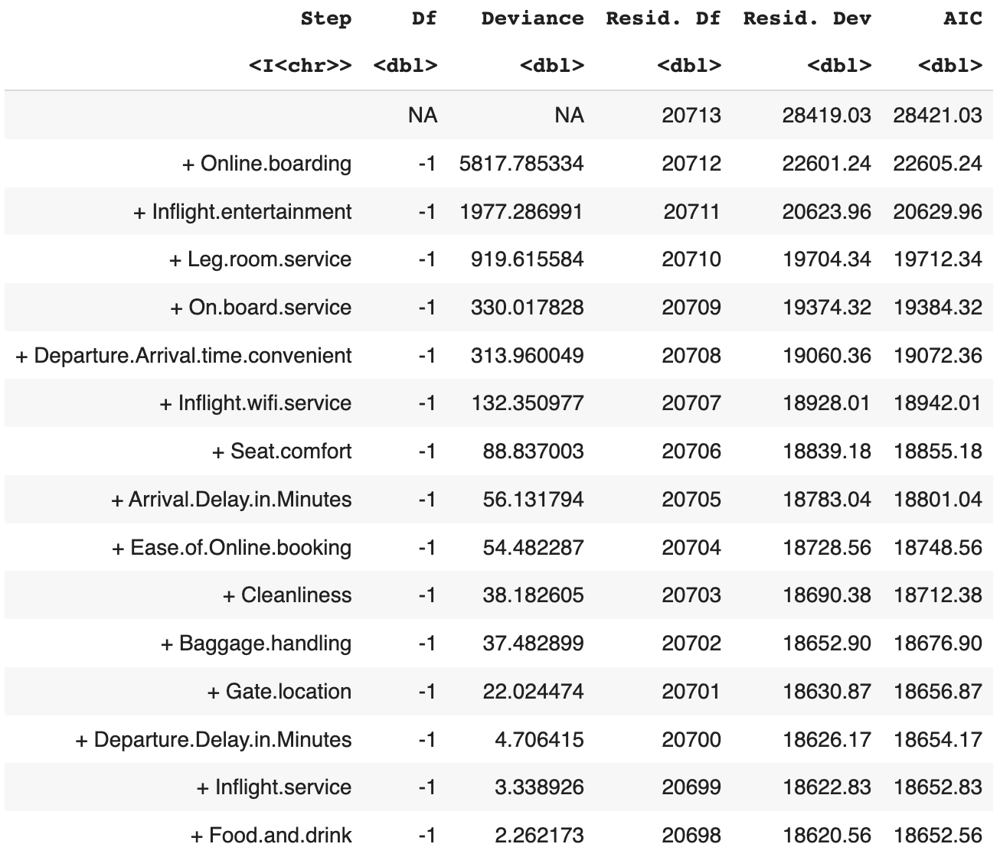 Step Df Deviance Resid. Df Resid. Dev AIC
<I<chr>> <dbl> <dbl> <dbl> <dbl> <dbl>
NA NA 20713 28419.03 28421.03
+ Online.boarding -1 5817.785334 20712 22601.24 22605.24
+ Inflight.entertainment -1 1977.286991 20711 20623.96 20629.96
+ Leg.room.service -1 919.615584 20710 19704.34 19712.34
+ On.board.service -1 330.017828 20709 19374.32 19384.32
+ Departure.Arrival.time.convenient -1 313.960049 20708 19060.36 19072.36
+ Inflight.wifi.service -1 132.350977 20707 18928.01 18942.01
+ Seat.comfort -1 88.837003 20706 18839.18 18855.18
+ Arrival.Delay.in.Minutes -1 56.131794 20705 18783.04 18801.04
+ Ease.of.Online.booking -1 54.482287 20704 18728.56 18748.56
+ Cleanliness -1 38.182605 20703 18690.38 18712.38
+ Baggage.handling -1 37.482899 20702 18652.90 18676.90
+ Gate.location -1 22.024474 20701 18630.87 18656.87
+ Departure.Delay.in.Minutes -1 4.706415 20700 18626.17 18654.17
+ Inflight.service -1 3.338926 20699 18622.83 18652.83
+ Food.and.drink -1 2.262173 20698 18620.56 18652.56